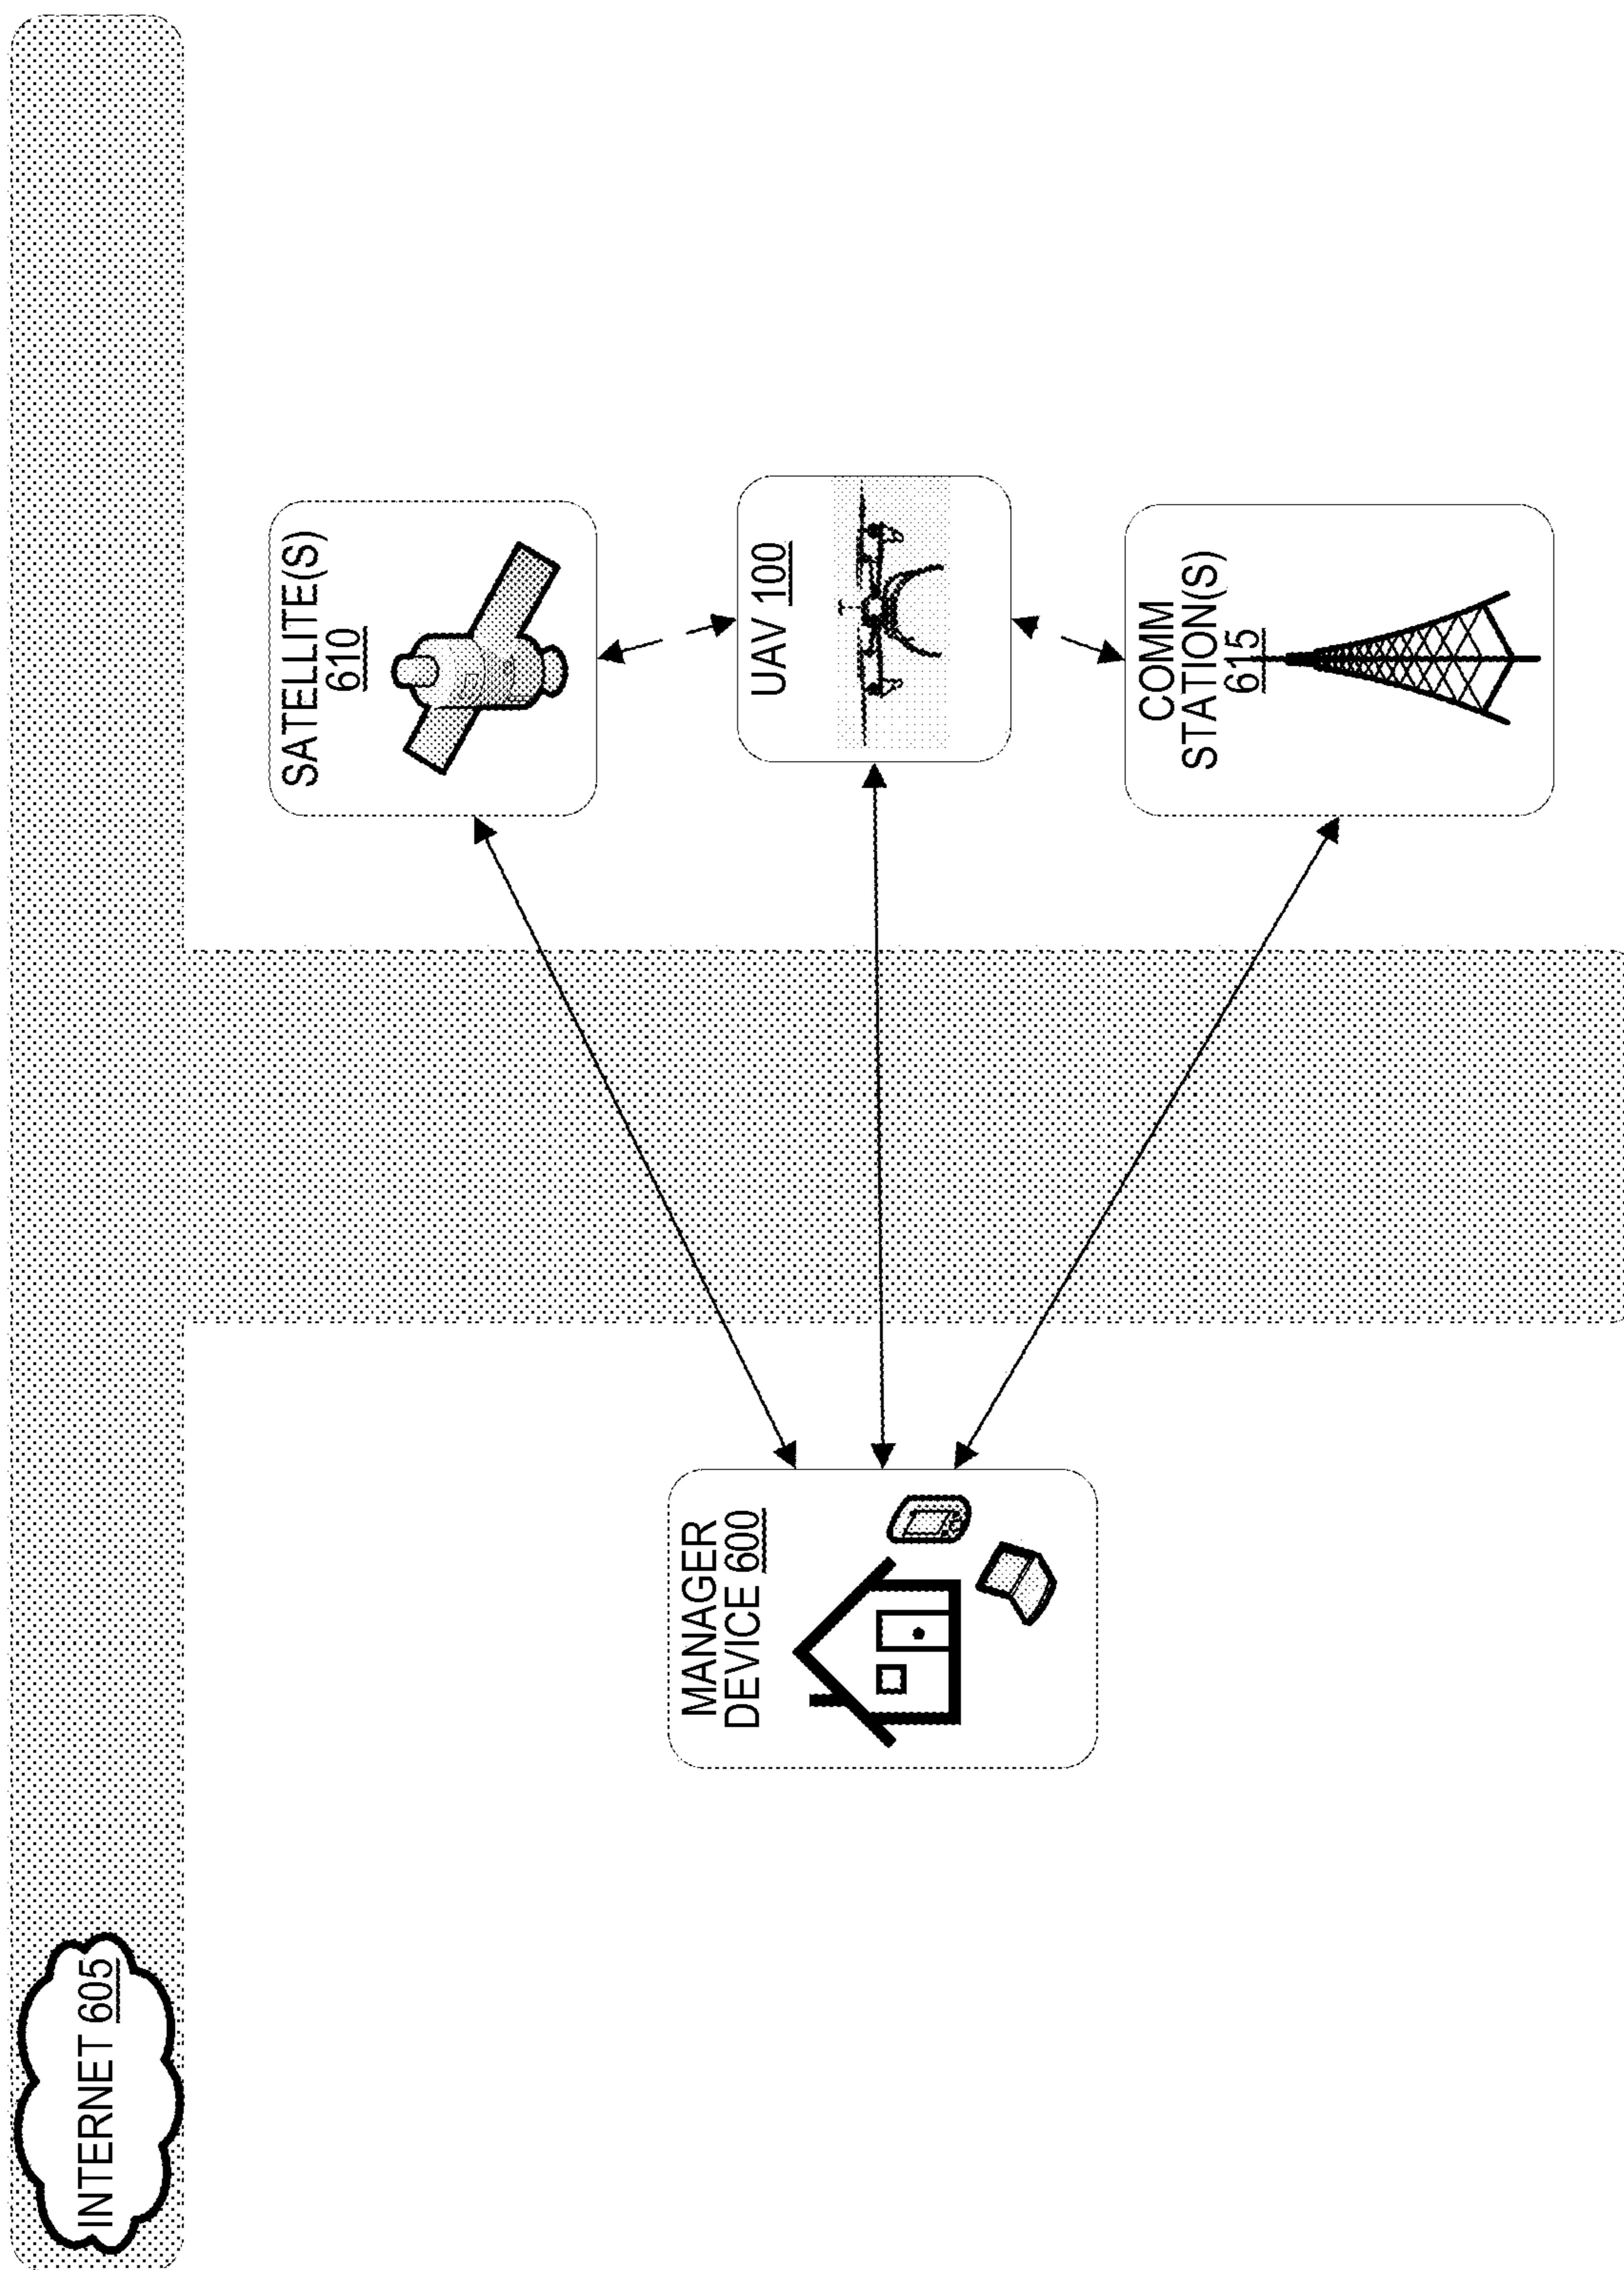 INTERNET 605
MANAGER
DEVICE 600
SATELLITE(S)
610
UAV 100
COMM
STATION(S)
615